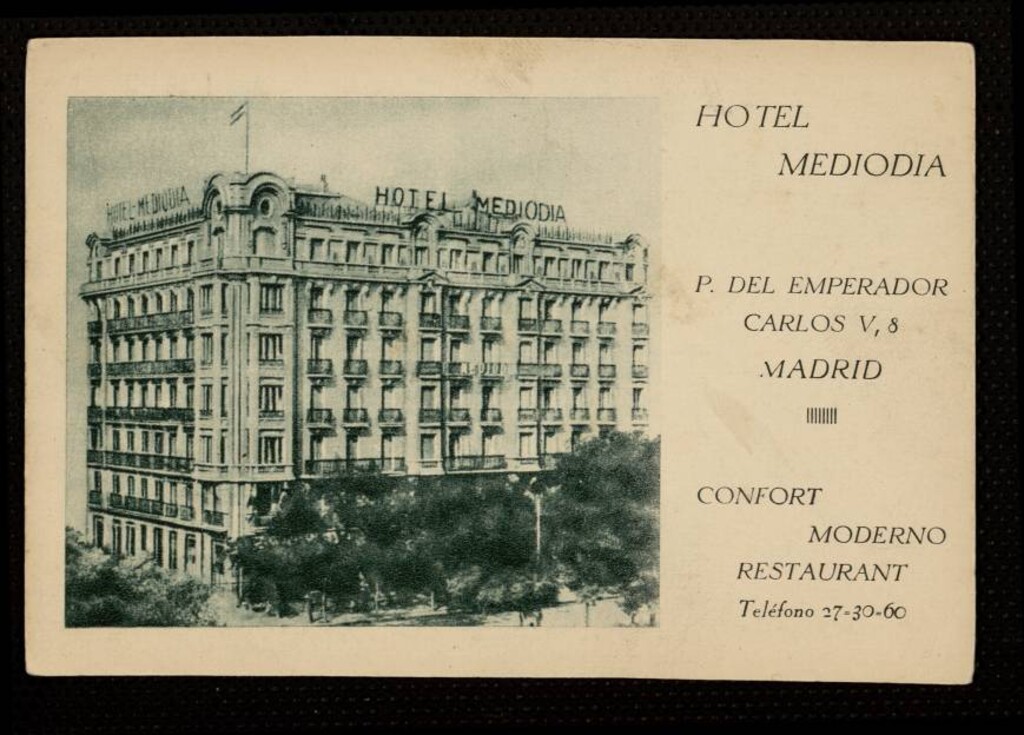 HOTEL MEDIODIA
HOTEL MEDIODIA
HOTEL
MEDIODIA
P. DEL EMPERADOR
CARLOS V, 8
MADRID
CONFORT
MODERNO
RESTAURANT
Teléfono 27-30-60